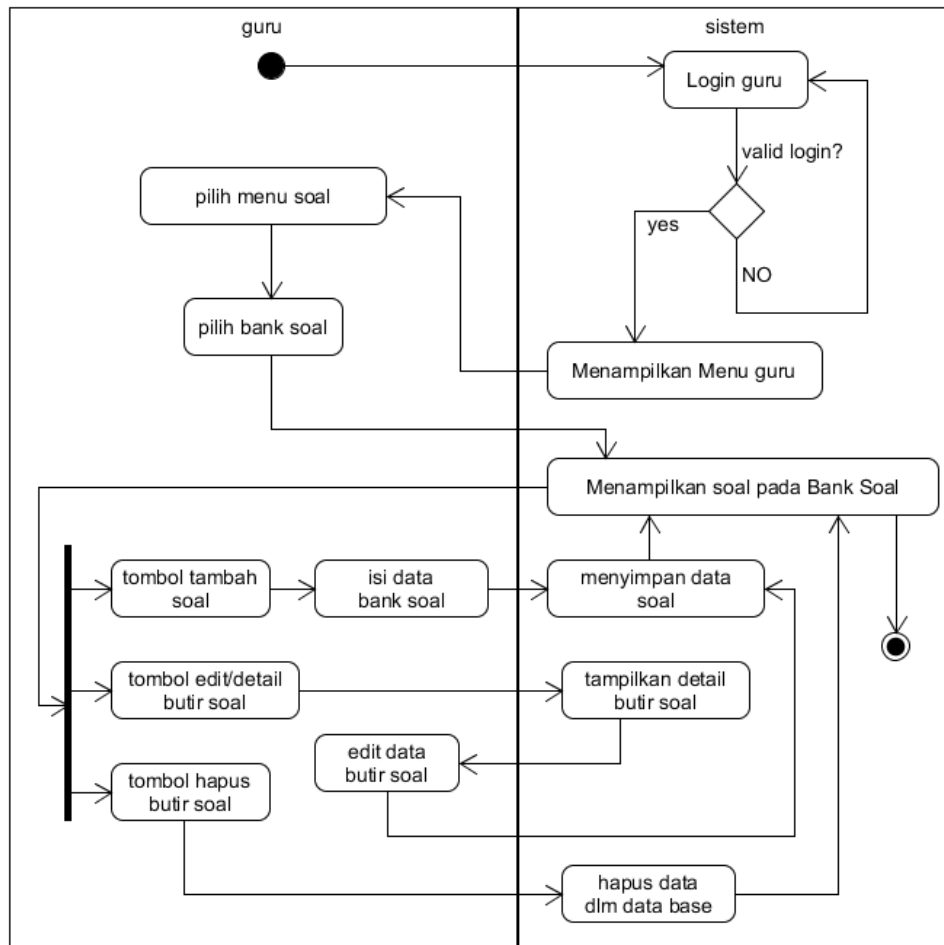 guru
sistem
Login guru
valid login?
pilih menu soal
yes
NO
pilih bank soal
Menampilkan Menu guru
Menampilkan soal pada Bank Soal
tombol tambah
soal
isi data
bank soal
menyimpan data
soal
tombol edit/detail
butir soal
tampilkan detail
butir soal
edit data
butir soal
tombol hapus
butir soal
hapus data
dlm data base